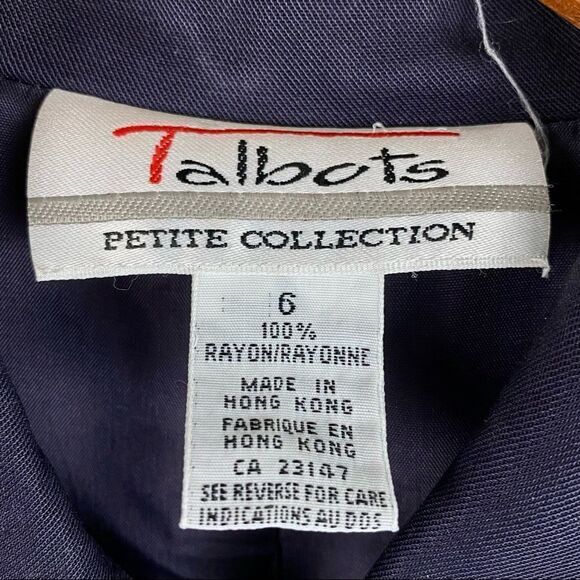 Talbots
PETITE COLLECTION
6
100%
RAYON/RAYONNE
MADE IN
HONG KONG
FABRIQUE EN
HONG KONG
CA 23147
SEE REVERSE FOR CARE
INDICATIONS AU DOS